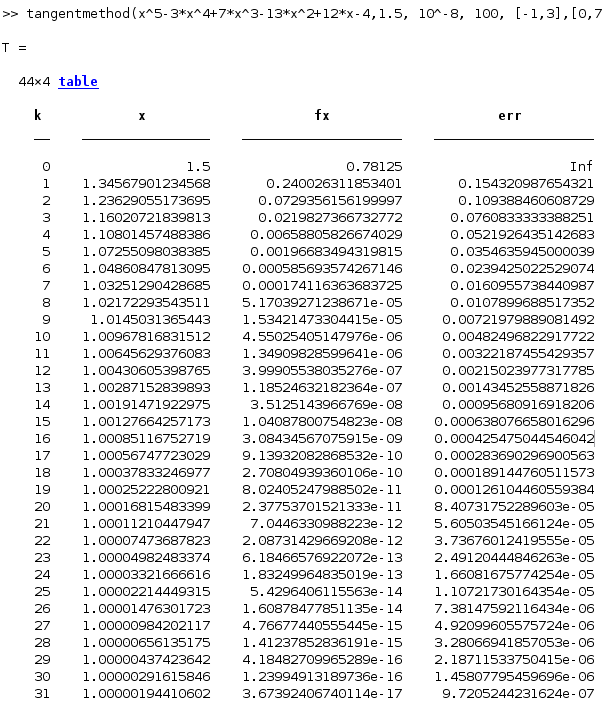 >> tangentmethod(x^5-3*x^4+7*x^3-13*x^2+12*x-4,1.5, 10^-8, 100, [-1,3],[0,7
T =
44×4 table
k x fx err
0 1.5 0.78125 Inf
1 1.34567901234568 0.240026311853401 0.154320987654321
2 1.23629055173695 0.0729356156199997 0.109388460608729
3 1.16020721839813 0.0219827366732772 0.0760833333388251
4 1.10801457488386 0.00658805826674029 0.0521926435142683
5 1.07255098038385 0.00196683494319815 0.0354635945000039
6 1.04860847813095 0.000585693574267146 0.0239425022529074
7 1.03251290428685 0.000174116363683725 0.0160955738440987
8 1.02172293543511 5.17039271238671e-05 0.0107899688517352
9 1.0145031365443 1.53421473304415e-05 0.00721979889081492
10 1.00967816831512 4.55025405147976e-06 0.00482496822917722
11 1.00645629376083 1.34909828599641e-06 0.00322187455429357
12 1.00430605398765 3.99905538035276e-07 0.00215023977317785
13 1.00287152839893 1.18524632182364e-07 0.00143452558871826
14 1.00191471922975 3.5125143966769e-08 0.00095680916918206
15 1.00127664257173 1.04087800754823e-08 0.000638076658016296
16 1.00085116752719 3.08434567075915e-09 0.000425475044546042
17 1.00056747723029 9.13932082868532e-10 0.000283690296900563
18 1.00037833246977 2.70804939360106e-10 0.000189144760511573
19 1.00025222800921 8.02405247988502e-11 0.000126104460559384
20 1.00016815483399 2.37753701521333e-11 8.40731752289603e-05
21 1.00011210447947 7.0446330988223e-12 5.60503545166124e-05
22 1.00007473687823 2.08731429669208e-12 3.736760124195555e-05
23 1.00004982483374 6.18466576922072e-13 2.49120444846263e-05
24 1.00003321666616 1.83249964835019e-13 1.66081675774254e-05
25 1.00002214449315 5.4296406115563e-14 1.10721730164354e-05
26 1.00001476301723 1.60878477851135e-14 7.38147592116434e-06
27 1.00000984202117 4.76677440555445e-15 4.92099605575724e-06
28 1.00000656135175 1.41237852836191e-15 3.28066941857053e-06
29 1.00000437423642 4.18482709965289e-16 2.18711533750415e-06
30 1.00000291615846 1.23994913189736e-16 1.45807795459696e-06
31 1.00000194410602 3.67392406740114e-17 9.7205244231624e-07